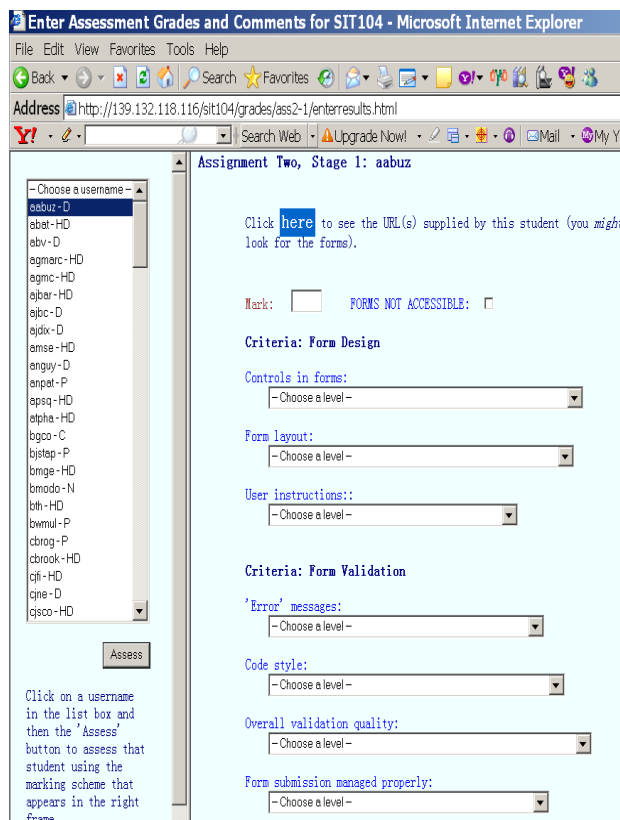 Enter Assessment Grades and Comments for SIT104 - Microsoft Internet Explorer
File Edit View Favorites Tools Help
Back Search Favorites
Address http://139.132.118.116/sit104/grades/ass2-1/enterresults.html
Y! Search Web Upgrade Now! Mail My Y
– Choose a username –
aabuz - D
abat - HD
abv - D
agmarc - HD
agmc - HD
ajbar - HD
ajbc - D
ajdix - D
amse - HD
anguy - D
anpat - P
apsq - HD
atpha - HD
bgco - C
bjstap - P
bmge - HD
bmodo - N
bth - HD
bwmul - P
cbrog - P
cbrook - HD
cjfi - HD
cjne - D
cjsco - HD
Assess
Click on a username
in the list box and
then the 'Assess'
button to assess that
student using the
marking scheme that
appears in the right
frame
Assignment Two, Stage 1: aabuz
Click here to see the URL(s) supplied by this student (you might
look for the forms).
Mark: FORMS NOT ACCESSIBLE:
Criteria: Form Design
Controls in forms:
– Choose a level –
Form layout:
– Choose a level –
User instructions::
– Choose a level –
Criteria: Form Validation
'Error' messages:
– Choose a level –
Code style:
– Choose a level –
Overall validation quality:
– Choose a level –
Form submission managed properly:
– Choose a level –